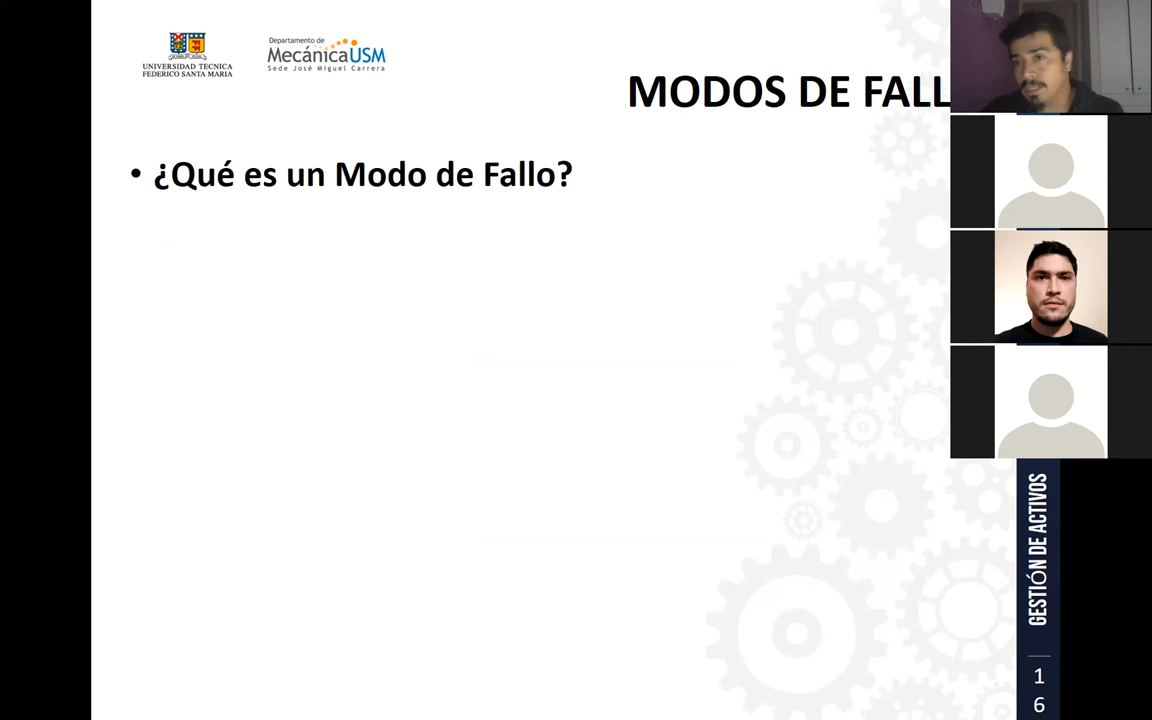 UNIVERSIDAD TECNICA
FEDERICO SANTA MARIA
Departamento de
MecánicaUSM
Sede José Miguel Carrera
MODOS DE FALL
• ¿Qué es un Modo de Fallo?
GESTIÓN DE ACTIVOS
1
6